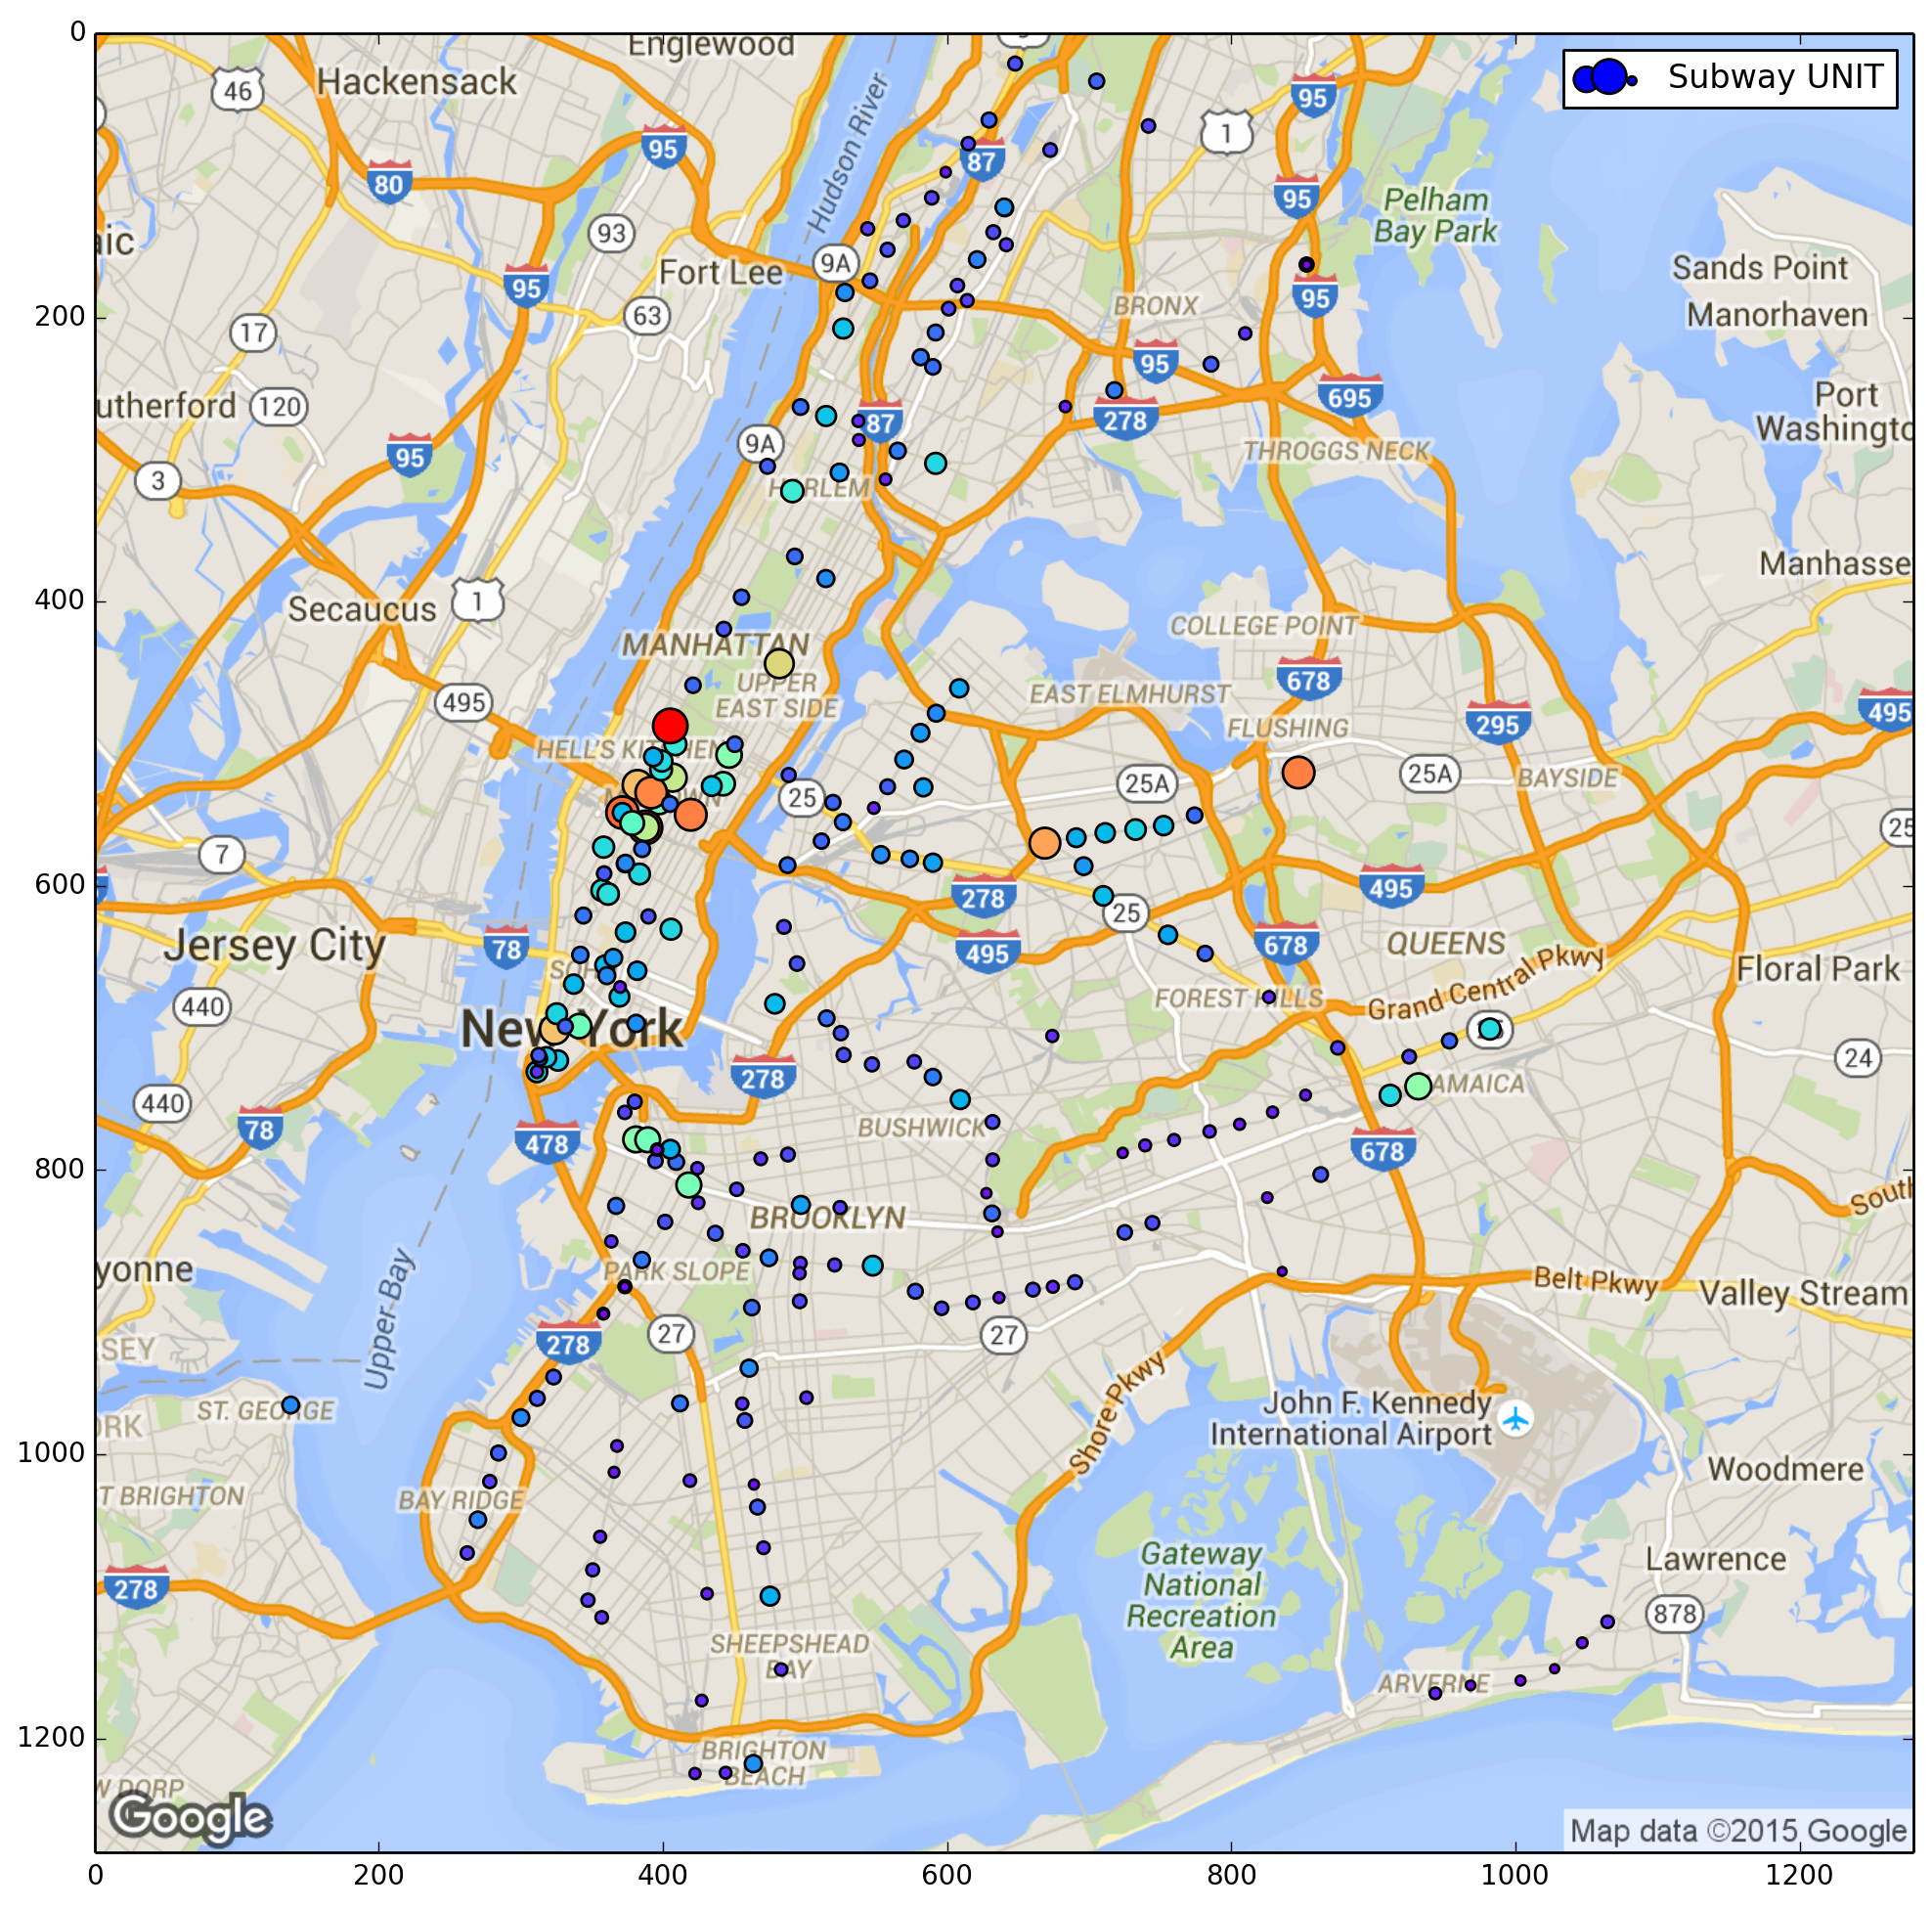 0
Englewood
Subway UNIT
Hackensack
46
95
95
1
87
80
95
Hudson River
Pelham
Bay Park
93
aic
9A
Fort Lee
Sands Point
95
95
BRONX
Manorhaven
200
63
17
95
utherford
120
Port
Washingto
695
278
87
9A
95
THROGGS NECK
3
HARLEM
Manhasse
400
1
Secaucus
COLLEGE POINT
MANHATTAN
678
UPPER
EAST SIDE
EAST ELMHURST
495
295
495
FLUSHING
HELL'S KITCHEN
25A
25A
BAYSIDE
25
25
7
600
278
495
25
Jersey City
78
495
678
QUEENS
Grand Central Pkwy
Floral Park
440
FOREST HILLS
New York
24
278
JAMAICA
440
78
478
BUSHWICK
678
800
South
BROOKLYN
yonne
PARK SLOPE
Belt Pkwy
Valley Stream
Upper Bay
27
27
278
SEY
Shore Pkwy
John F. Kennedy
International Airport
ST. GEORGE
ORK
1000
Woodmere
T BRIGHTON
BAY RIDGE
Gateway
National
Recreation
Area
Lawrence
278
878
SHEEPSHEAD
BAY
ARVERNE
1200
BRIGHTON
BEACH
W DORP
Google
Map data ©2015 Google
0
200
400
600
800
1000
1200